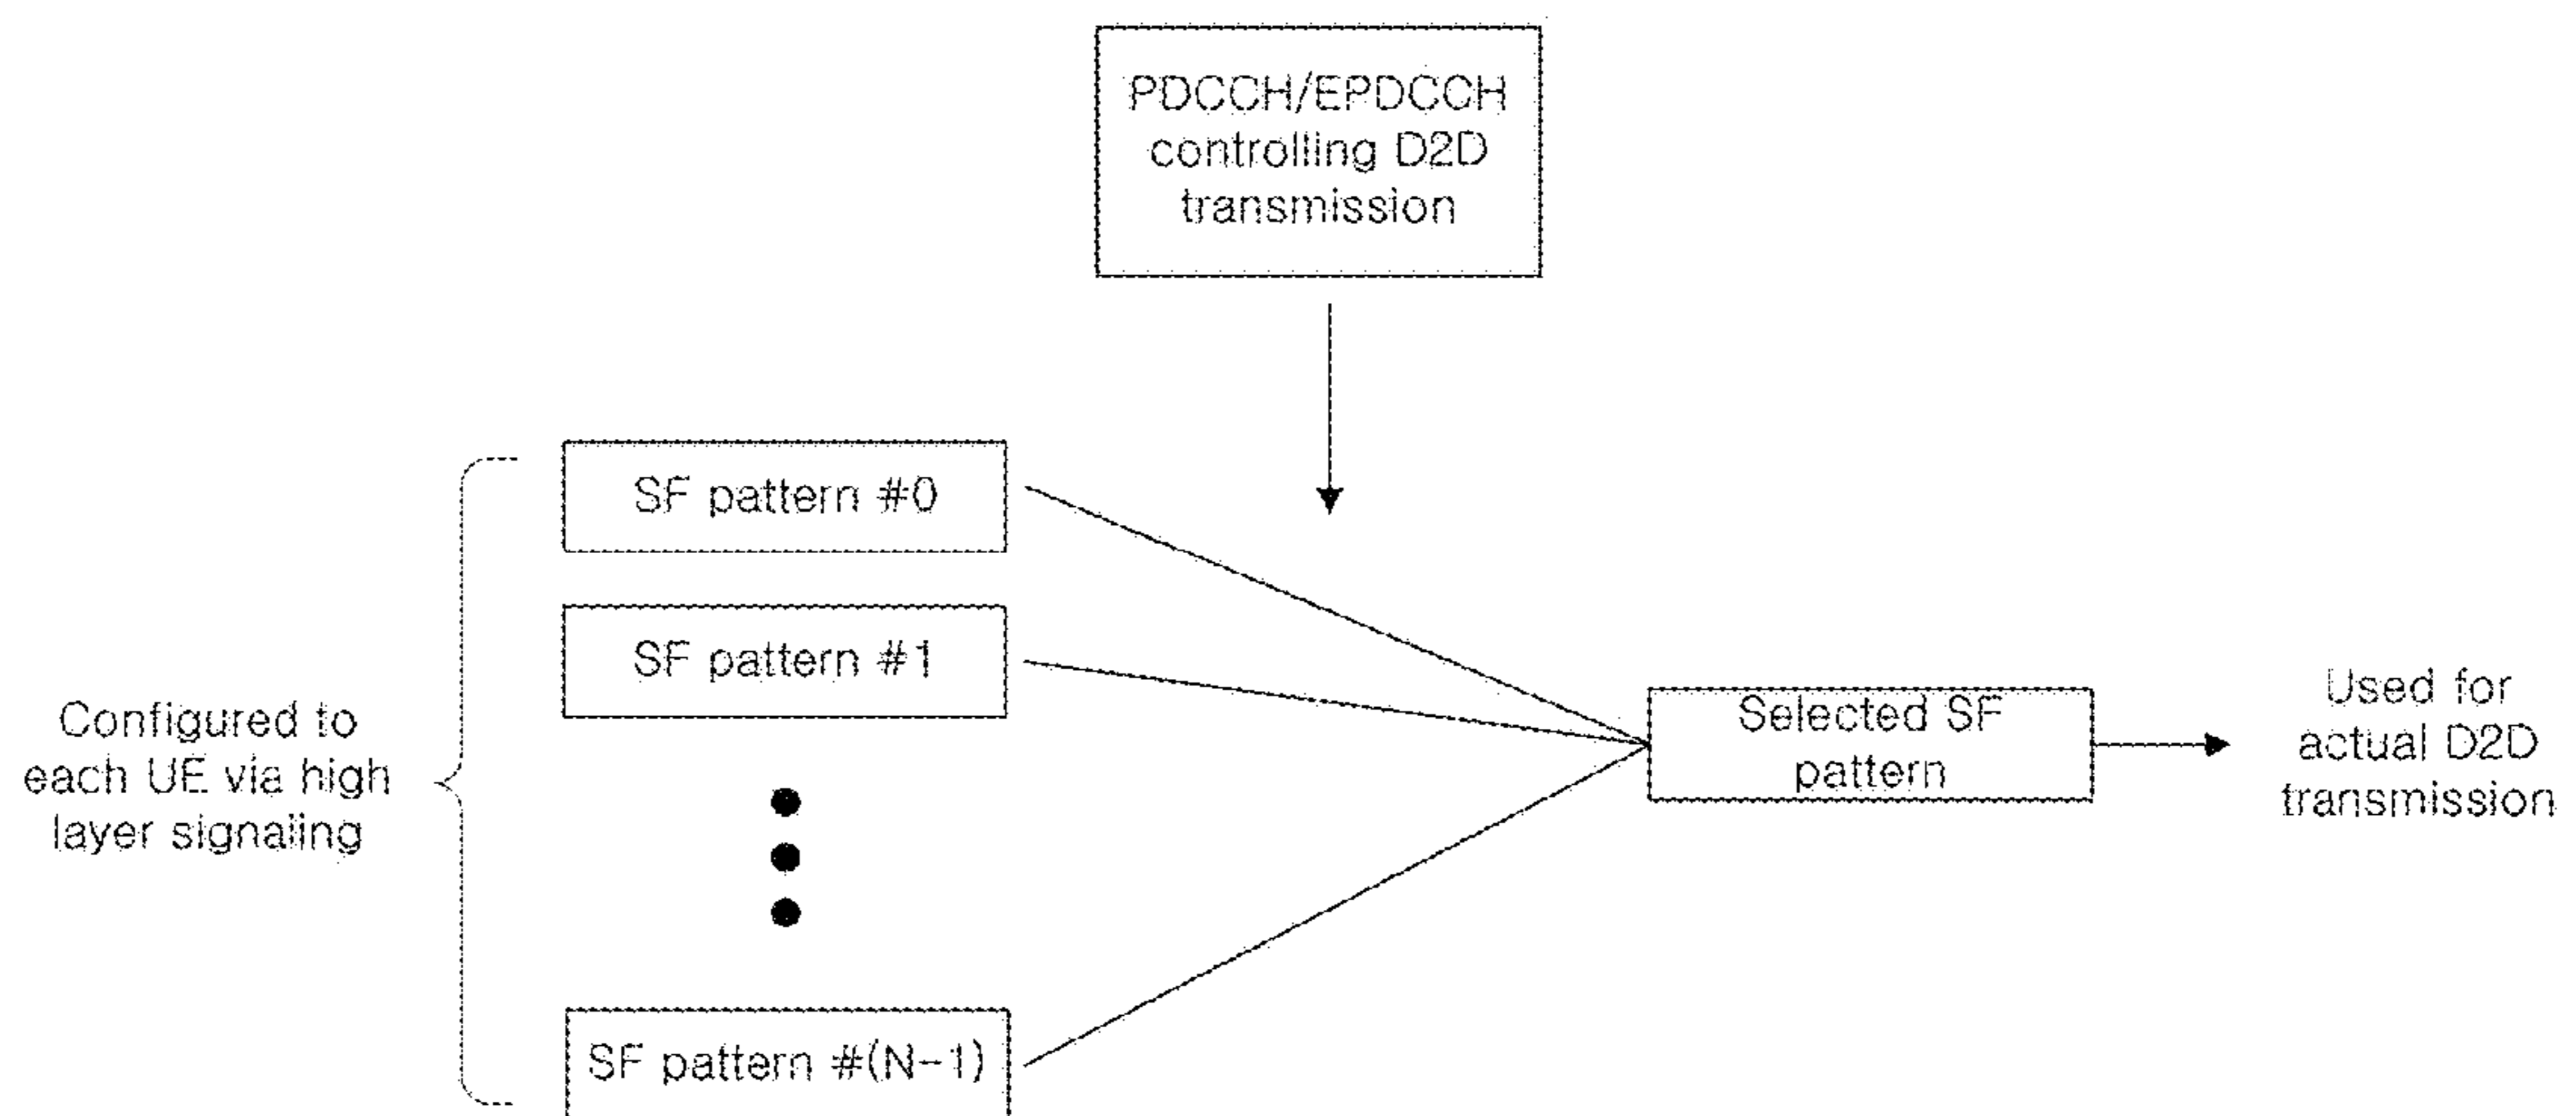 PDCCH/EPDCCH
controlling D2D
transmission
SF pattern #0
SF pattern #1
Configured to
each UE via high
layer signaling
Selected SF
pattern
Used for
actual D2D
transmission
SF pattern #(N-1)